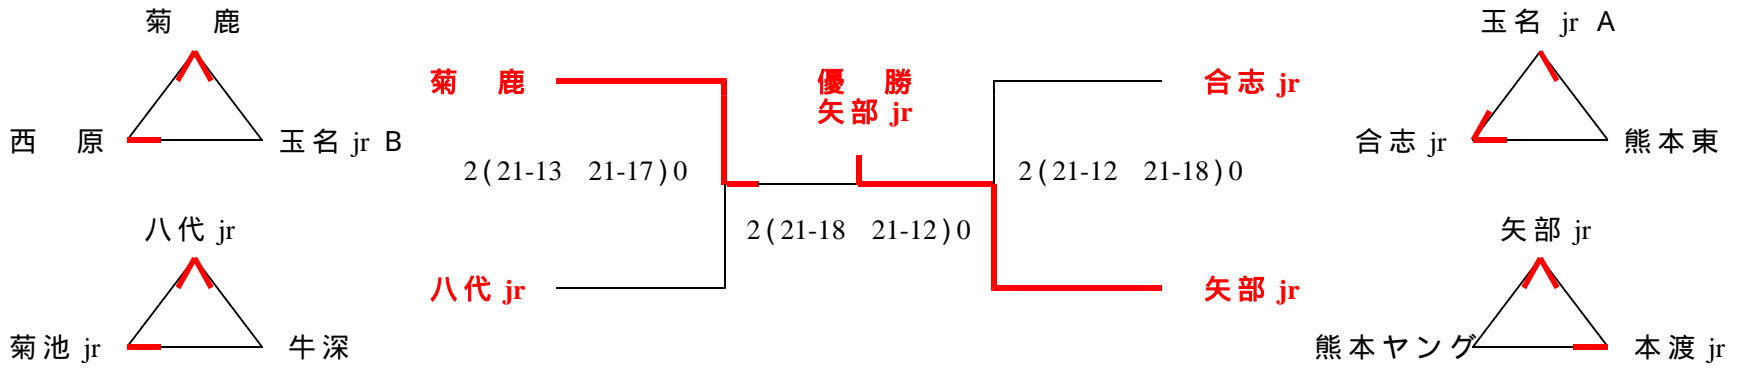 菊 鹿
玉名 jr A
菊 鹿
優 勝
合志 jr
矢部 jr
西 原
玉名 jr B
合志 jr
熊本東
2(21-13 21-17)0
2(21-12 21-18)0
八代 jr
2(21-18 21-12)0
矢部 jr
八代 jr
矢部 jr
菊池 jr
牛深
熊本ヤング
本渡 jr